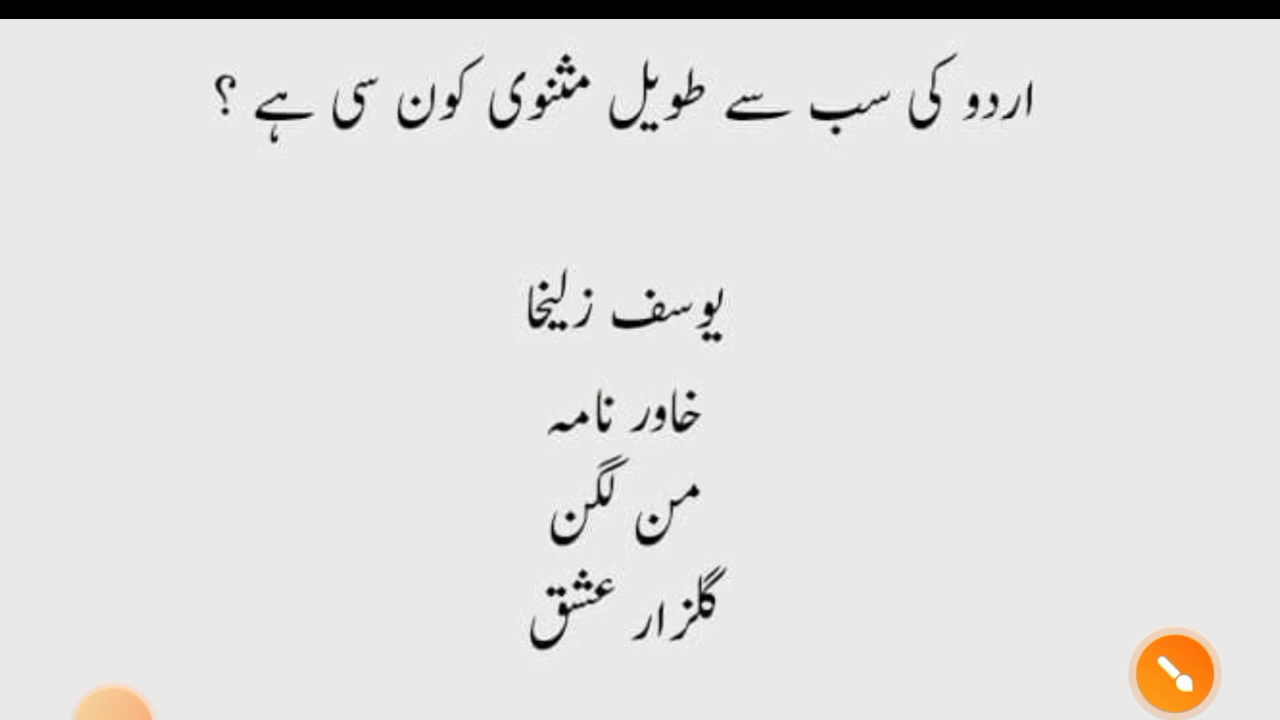 اردو کی سب سے طویل مثنوی کون سی ہے ؟
یوسف زلیخا
خاور نامہ
من لگن
گلزار عشق